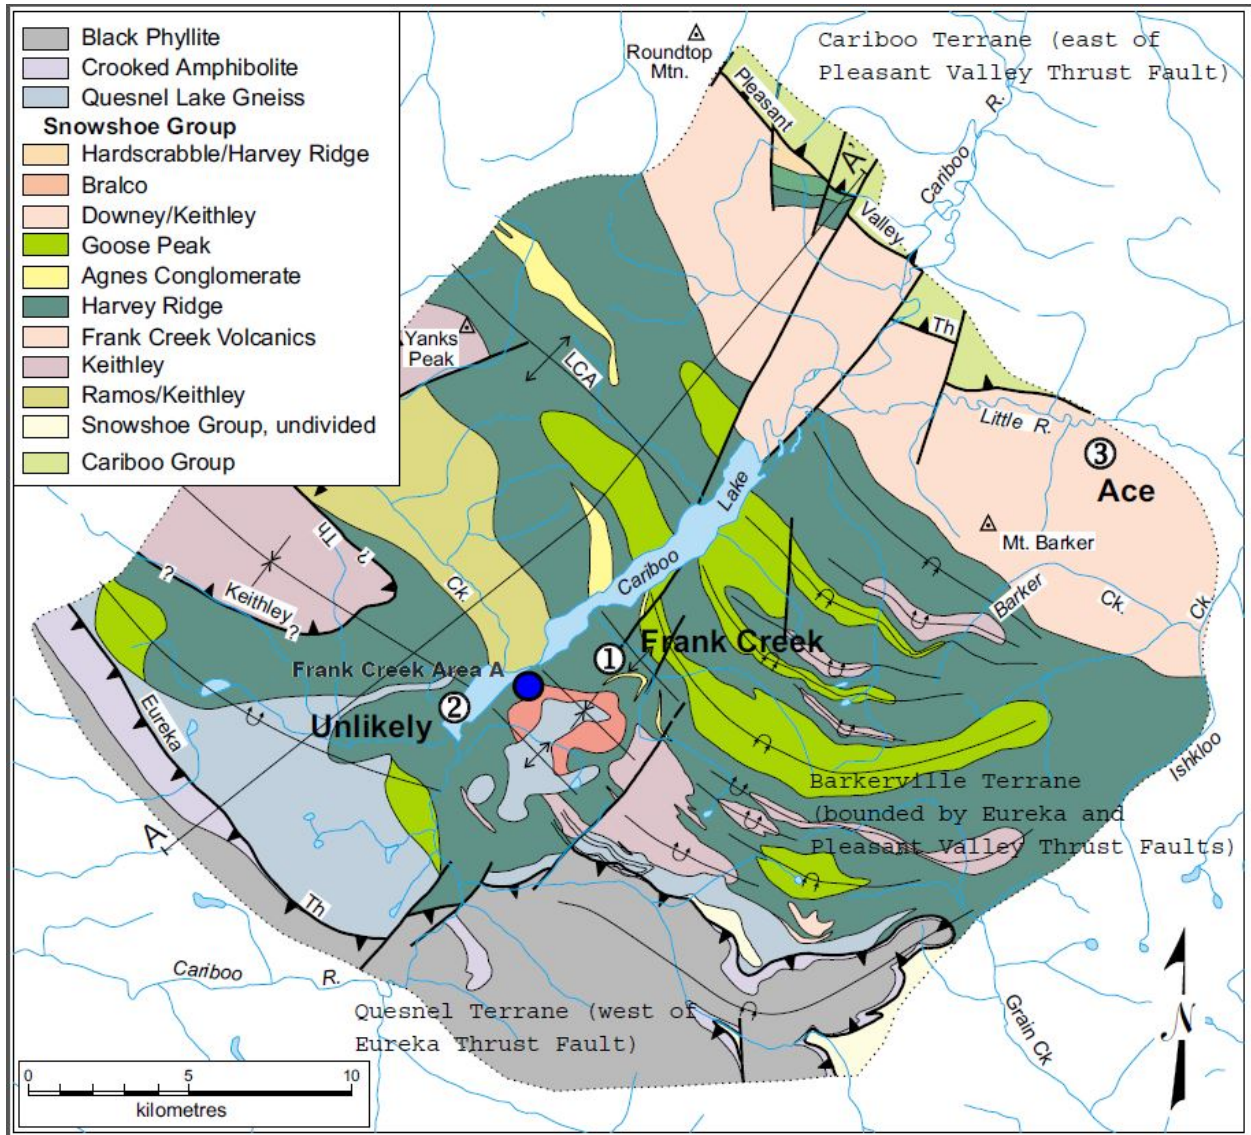 Black Phyllite
Crooked Amphibolite
Quesnel Lake Gneiss
Snowshoe Group
Hardscrabble/Harvey Ridge
Bralco
Downey/Keithley
Goose Peak
Agnes Conglomerate
Harvey Ridge
Frank Creek Volcanics
Keithley
Ramos/Keithley
Snowshoe Group, undivided
Cariboo Group
Roundtop
Mtn.
Cariboo Terrane (east of
Pleasant Valley Thrust Fault)
Pleasant
A'
Valley
Cariboo
R.
Th
Yanks
Peak
LCA
Little R.
3
Ace
Mt. Barker
Lake
Cariboo
Th
?
?
Keithley
?
Ck
Barker
Ck.
Ck.
Ishkloo
1
Frank Creek
Frank Creek Area A
2
Unlikely
Eureka
A
Th
Barkerville Terrane
(bounded by Eureka and
Pleasant Valley Thrust Faults)
Cariboo
R.
Quesnel Terrane (west of
Eureka Thrust Fault)
Grain Ck
N
0 5 10
kilometres